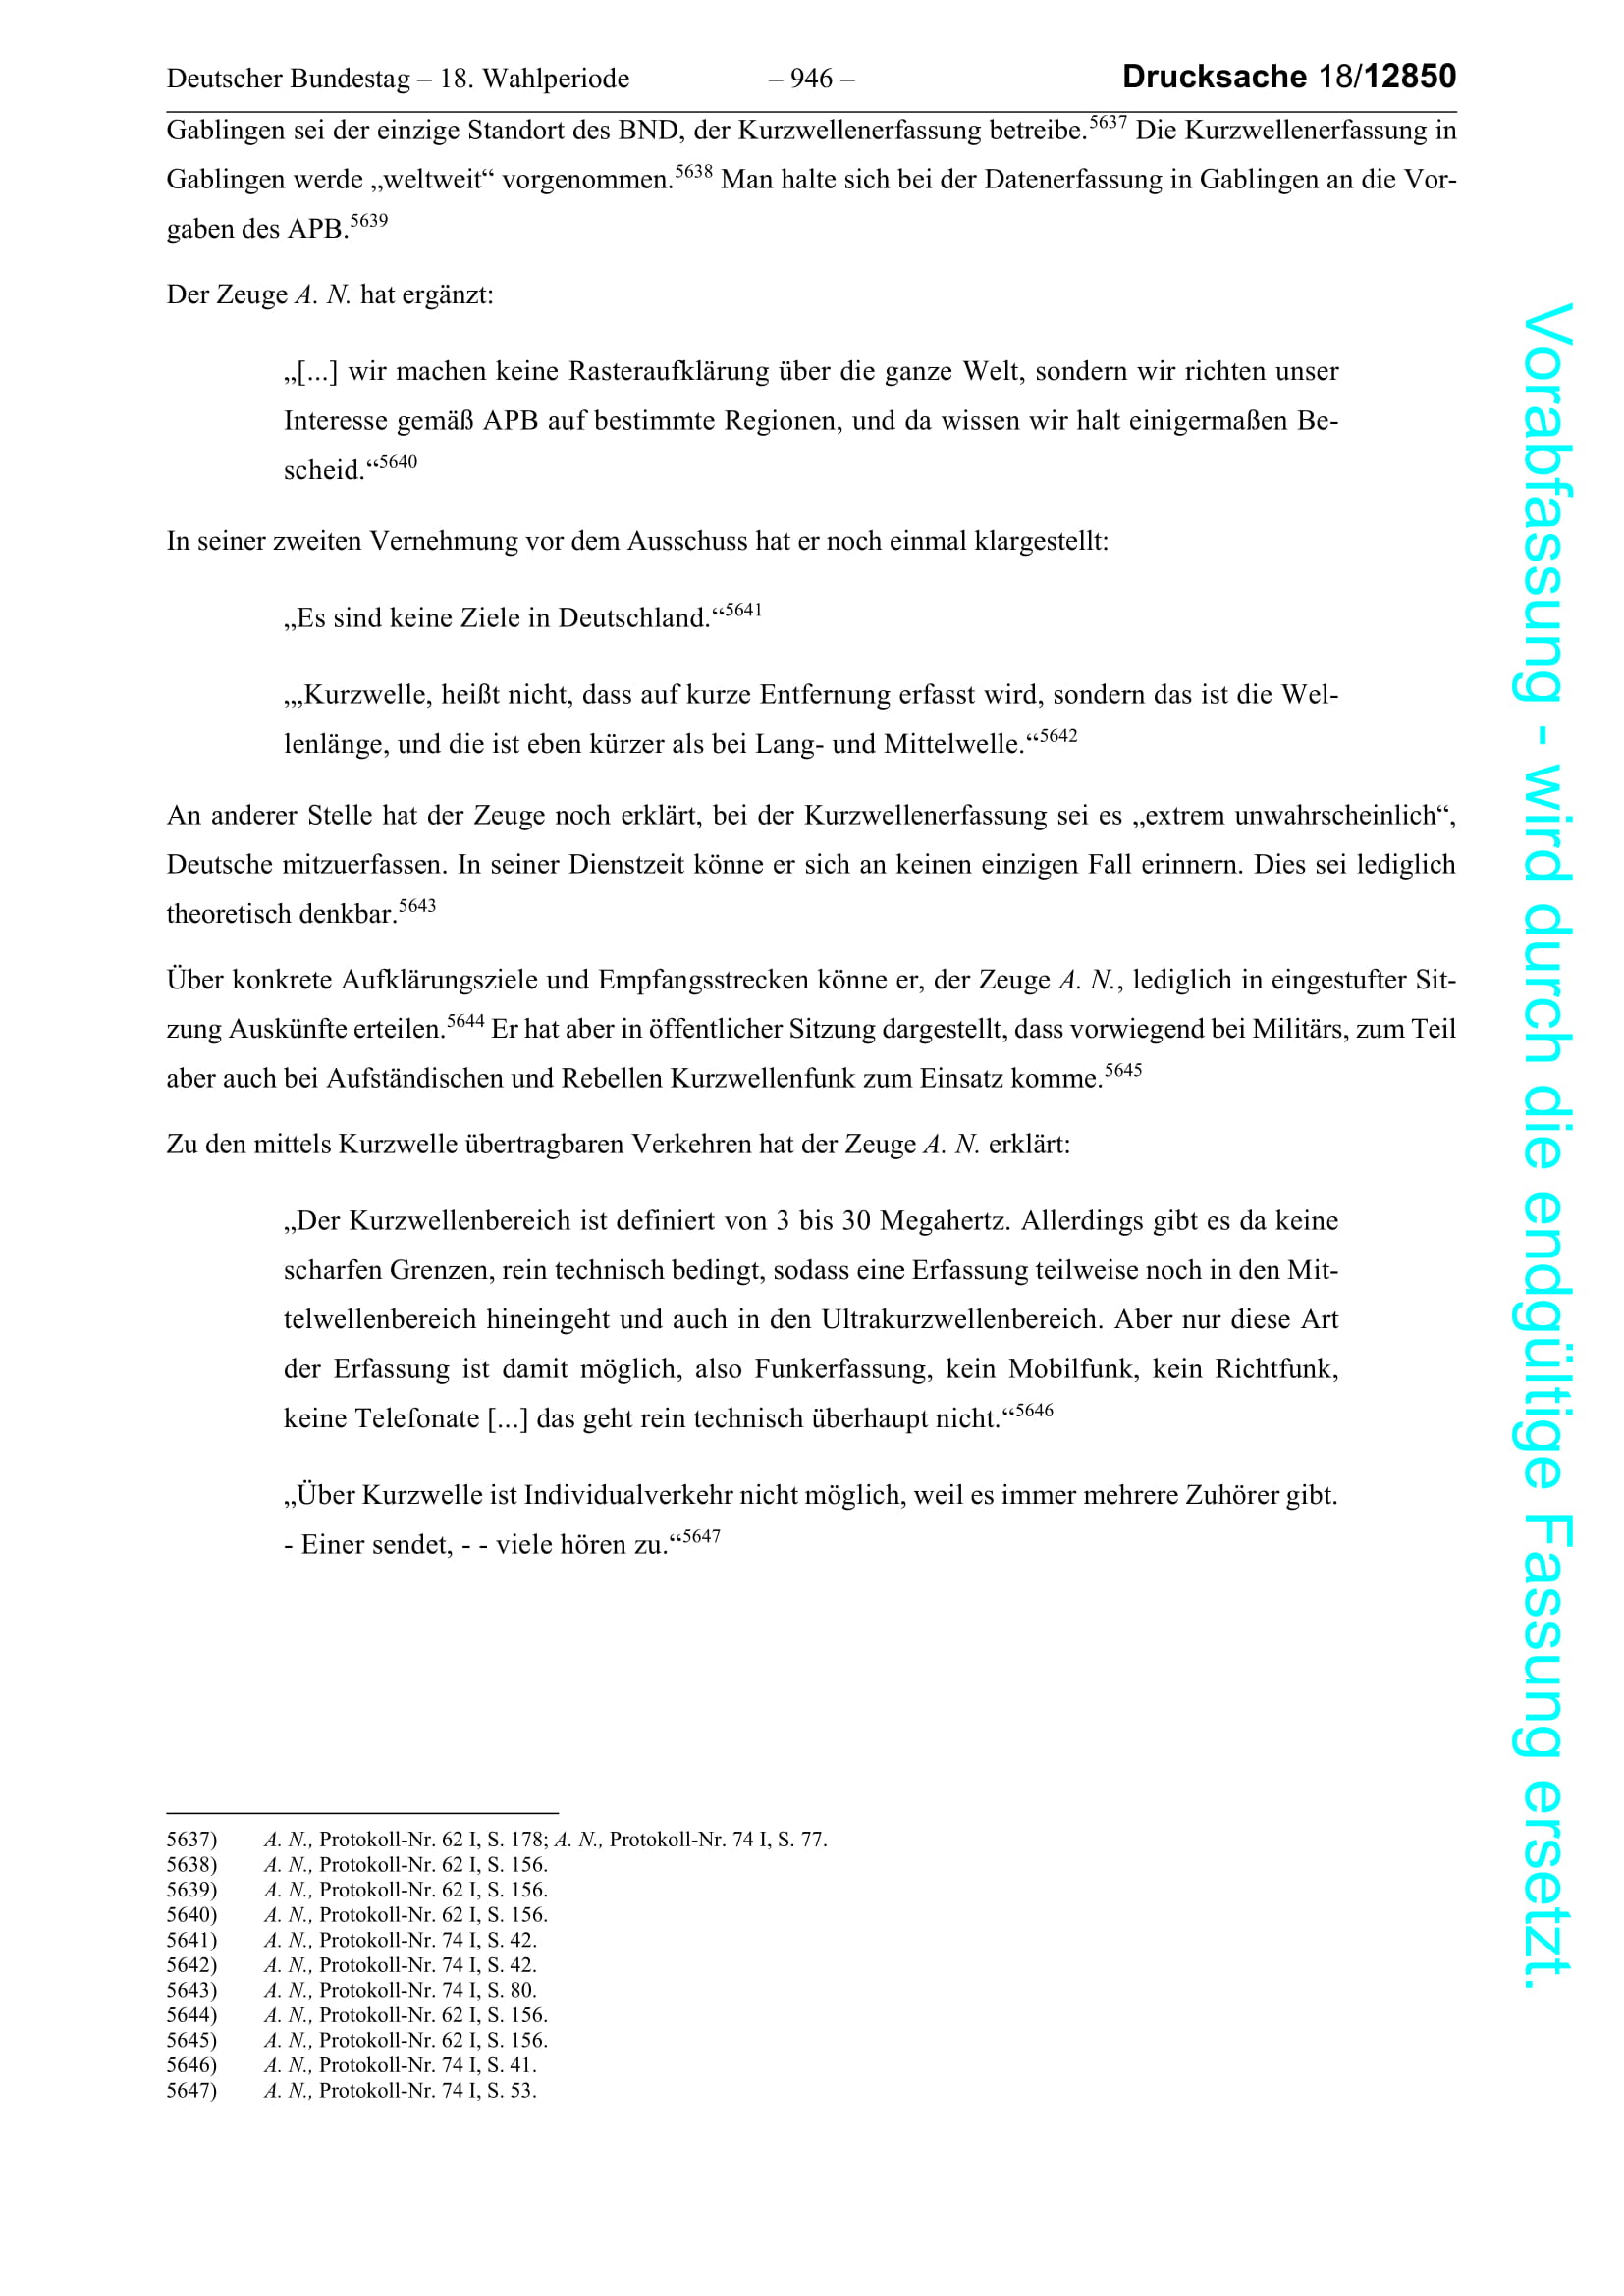 Deutscher Bundestag – 18. Wahlperiode – 946 – Drucksache 18/12850
Gablingen sei der einzige Standort des BND, der Kurzwellenerfassung betreibe.5637 Die Kurzwellenerfassung in
Gablingen werde „weltweit“ vorgenommen.5638 Man halte sich bei der Datenerfassung in Gablingen an die Vor-
gaben des APB.5639
Der Zeuge A. N. hat ergänzt:
„[...] wir machen keine Rasteraufklärung über die ganze Welt, sondern wir richten unser
Interesse gemäß APB auf bestimmte Regionen, und da wissen wir halt einigermaßen Be-
scheid.“5640
In seiner zweiten Vernehmung vor dem Ausschuss hat er noch einmal klargestellt:
„Es sind keine Ziele in Deutschland.“5641
„‚Kurzwelle‚ heißt nicht, dass auf kurze Entfernung erfasst wird, sondern das ist die Wel-
lenlänge, und die ist eben kürzer als bei Lang- und Mittelwelle.“5642
An anderer Stelle hat der Zeuge noch erklärt, bei der Kurzwellenerfassung sei es „extrem unwahrscheinlich“,
Deutsche mitzuerfassen. In seiner Dienstzeit könne er sich an keinen einzigen Fall erinnern. Dies sei lediglich
theoretisch denkbar.5643
Über konkrete Aufklärungsziele und Empfangsstrecken könne er, der Zeuge A. N., lediglich in eingestufter Sit-
zung Auskünfte erteilen.5644 Er hat aber in öffentlicher Sitzung dargestellt, dass vorwiegend bei Militärs, zum Teil
aber auch bei Aufständischen und Rebellen Kurzwellenfunk zum Einsatz komme.5645
Zu den mittels Kurzwelle übertragbaren Verkehren hat der Zeuge A. N. erklärt:
„Der Kurzwellenbereich ist definiert von 3 bis 30 Megahertz. Allerdings gibt es da keine
scharfen Grenzen, rein technisch bedingt, sodass eine Erfassung teilweise noch in den Mit-
telwellenbereich hineingeht und auch in den Ultrakurzwellenbereich. Aber nur diese Art
der Erfassung ist damit möglich, also Funkerfassung, kein Mobilfunk, kein Richtfunk,
keine Telefonate [...] das geht rein technisch überhaupt nicht.“5646
„Über Kurzwelle ist Individualverkehr nicht möglich, weil es immer mehrere Zuhörer gibt.
- Einer sendet, - - viele hören zu.“5647
5637) A. N., Protokoll-Nr. 62 I, S. 178; A. N., Protokoll-Nr. 74 I, S. 77.
5638) A. N., Protokoll-Nr. 62 I, S. 156.
5639) A. N., Protokoll-Nr. 62 I, S. 156.
5640) A. N., Protokoll-Nr. 62 I, S. 156.
5641) A. N., Protokoll-Nr. 74 I, S. 42.
5642) A. N., Protokoll-Nr. 74 I, S. 42.
5643) A. N., Protokoll-Nr. 74 I, S. 80.
5644) A. N., Protokoll-Nr. 62 I, S. 156.
5645) A. N., Protokoll-Nr. 62 I, S. 156.
5646) A. N., Protokoll-Nr. 74 I, S. 41.
5647) A. N., Protokoll-Nr. 74 I, S. 53.
Vorabfassung - wird durch die endgültige Fassung ersetzt.